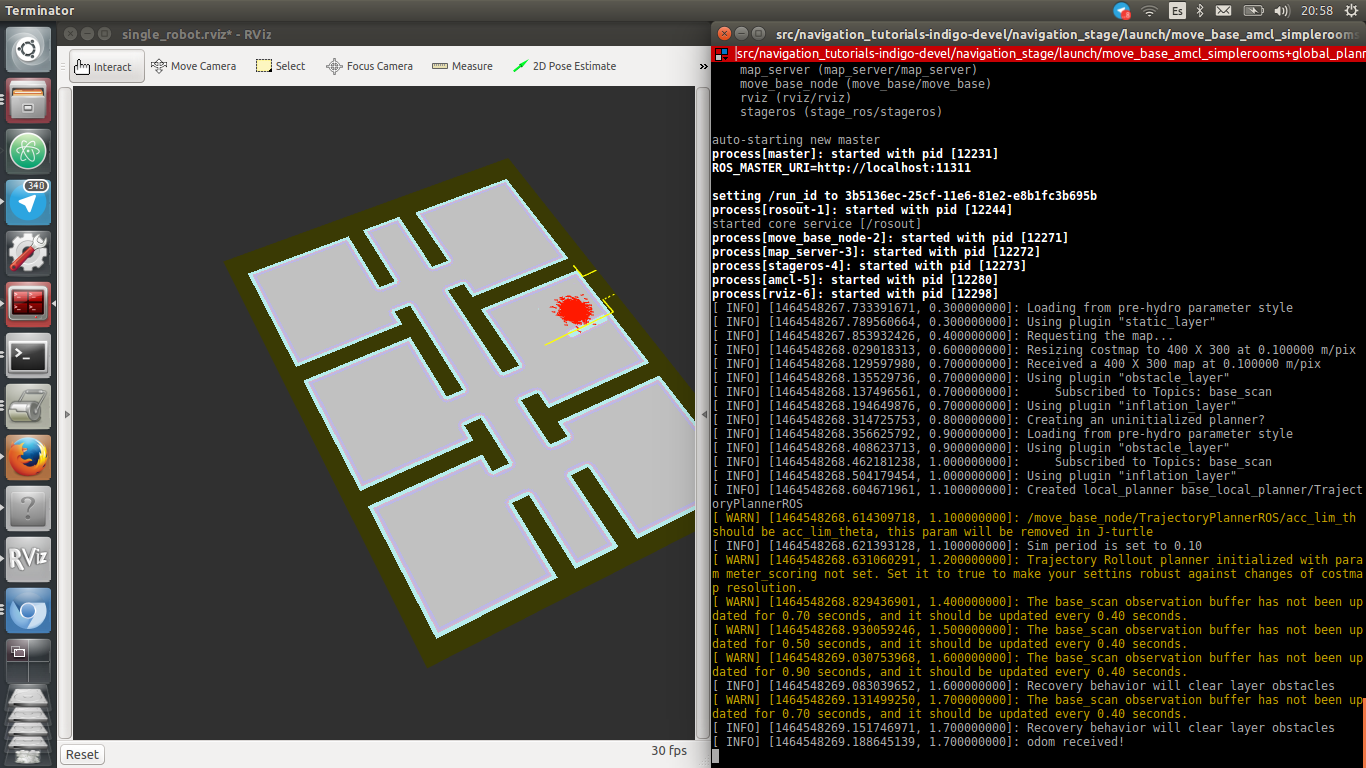 Terminator
Es
20:58
single_robot.rviz* - RViz
Interact
Move Camera
Select
Focus Camera
Measure
2D Pose Estimate
»
340
RViz
Reset
30 fps
src/navigation_tutorials-indigo-devel/navigation_stage/launch/move_base_amcl_simplerooms
src/navigation_tutorials-indigo-devel/navigation_stage/launch/move_base_amcl_simplerooms+global_plann
map_server (map_server/map_server)
move_base_node (move_base/move_base)
rviz (rviz/rviz)
stageros (stage_ros/stageros)
auto-starting new master
process[master]: started with pid [12231]
ROS_MASTER_URI=http://localhost:11311
setting /run_id to 3b5136ec-25cf-11e6-81e2-e8b1fc3b695b
process[rosout-1]: started with pid [12244]
started core service [/rosout]
process[move_base_node-2]: started with pid [12271]
process[map_server-3]: started with pid [12272]
process[stageros-4]: started with pid [12273]
process[amcl-5]: started with pid [12280]
process[rviz-6]: started with pid [12298]
[ INFO] [1464548267.733391671, 0.300000000]: Loading from pre-hydro parameter style
[ INFO] [1464548267.789560664, 0.300000000]: Using plugin "static_layer"
[ INFO] [1464548267.853932426, 0.400000000]: Requesting the map...
[ INFO] [1464548268.029018313, 0.600000000]: Resizing costmap to 400 X 300 at 0.100000 m/pix
[ INFO] [1464548268.129597980, 0.700000000]: Received a 400 X 300 map at 0.100000 m/pix
[ INFO] [1464548268.135529736, 0.700000000]: Using plugin "obstacle_layer"
[ INFO] [1464548268.137496561, 0.700000000]:     Subscribed to Topics: base_scan
[ INFO] [1464548268.194649876, 0.700000000]: Using plugin "inflation_layer"
[ INFO] [1464548268.314725753, 0.800000000]: Creating an uninitialized planner?
[ INFO] [1464548268.356625792, 0.900000000]: Loading from pre-hydro parameter style
[ INFO] [1464548268.408623713, 0.900000000]: Using plugin "obstacle_layer"
[ INFO] [1464548268.462181238, 1.000000000]:     Subscribed to Topics: base_scan
[ INFO] [1464548268.504179454, 1.000000000]: Using plugin "inflation_layer"
[ INFO] [1464548268.604671961, 1.100000000]: Created local_planner base_local_planner/Traject
oryPlannerROS
[ WARN] [1464548268.614309718, 1.100000000]: /move_base_node/TrajectoryPlannerROS/acc_lim_th
should be acc_lim_theta, this param will be removed in J-turtle
[ INFO] [1464548268.621393128, 1.100000000]: Sim period is set to 0.10
[ WARN] [1464548268.631060291, 1.200000000]: Trajectory Rollout planner initialized with para
m meter_scoring not set. Set it to true to make your settins robust against changes of costma
p resolution.
[ WARN] [1464548268.829436901, 1.400000000]: The base_scan observation buffer has not been up
dated for 0.70 seconds, and it should be updated every 0.40 seconds.
[ WARN] [1464548268.930059246, 1.500000000]: The base_scan observation buffer has not been up
dated for 0.50 seconds, and it should be updated every 0.40 seconds.
[ WARN] [1464548269.030753968, 1.600000000]: The base_scan observation buffer has not been up
dated for 0.90 seconds, and it should be updated every 0.40 seconds.
[ INFO] [1464548269.083039652, 1.600000000]: Recovery behavior will clear layer obstacles
[ WARN] [1464548269.131499250, 1.700000000]: The base_scan observation buffer has not been up
dated for 0.70 seconds, and it should be updated every 0.40 seconds.
[ INFO] [1464548269.151746971, 1.700000000]: Recovery behavior will clear layer obstacles
[ INFO] [1464548269.188645139, 1.700000000]: odom received!